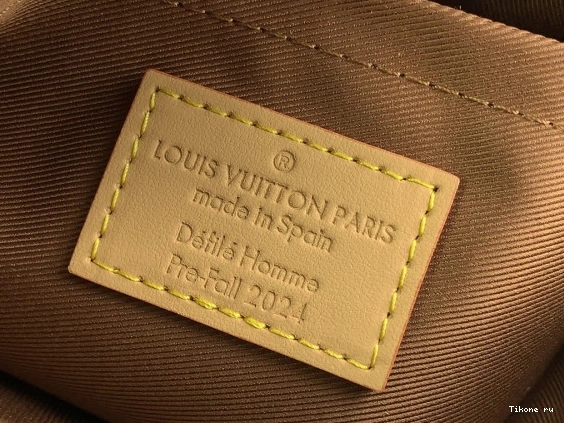 ®
LOUIS VUITTON PARIS
made in Spain
Défilé Homme
Pre-Fall 2024
Tikone ru